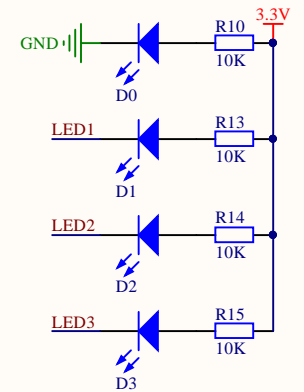 3.3V
R10
GND
10K
D0
LED1
R13
10K
D1
LED2
R14
10K
D2
LED3
R15
10K
D3